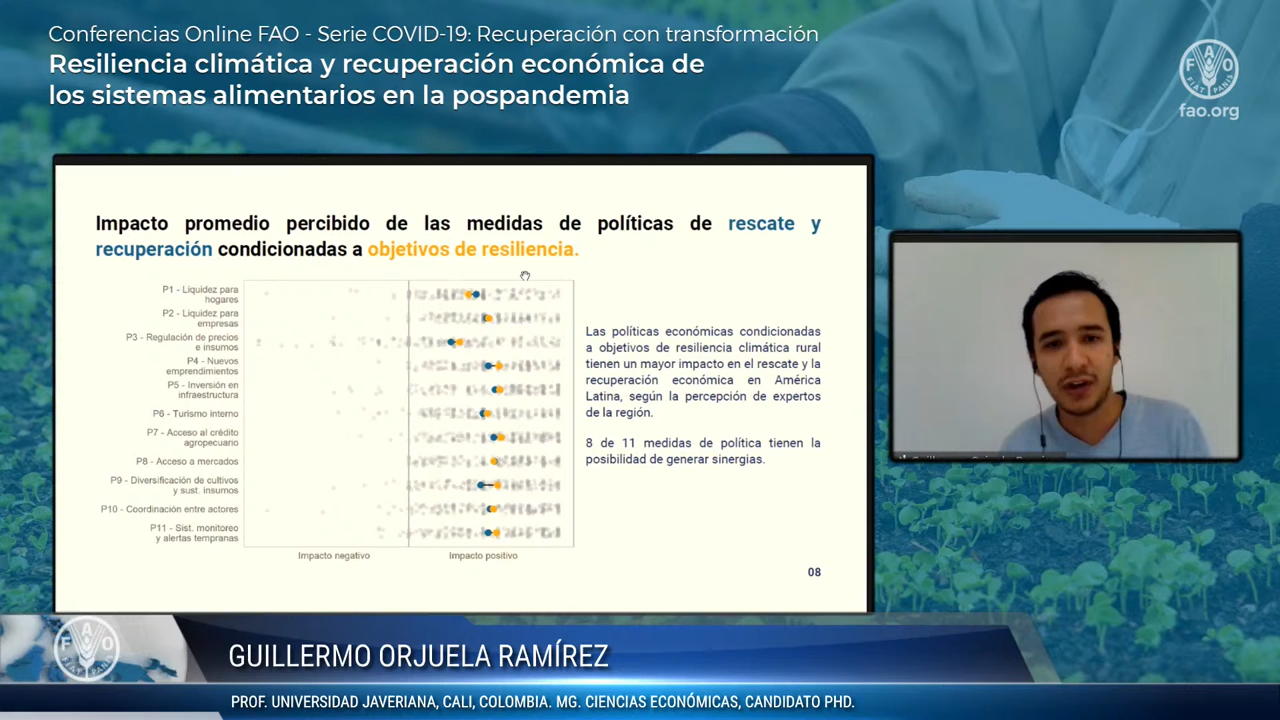 Conferencias Online FAO - Serie COVID-19: Recuperación con transformación
Resiliencia climática y recuperación económica de
los sistemas alimentarios en la pospandemia
F A O
FIAT PANIS
fao.org
Impacto promedio percibido de las medidas de políticas de rescate y
recuperación condicionadas a objetivos de resiliencia.
P1 - Liquidez para
hogares
P2 - Liquidez para
empresas
P3 - Regulación de precios
e insumos
P4 - Nuevos
emprendimientos
P5 - Inversión en
infraestructura
P6 - Turismo interno
P7 - Acceso al crédito
agropecuario
P8 - Acceso a mercados
P9 - Diversificación de cultivos
y sust. insumos
P10 - Coordinación entre actores
P11 - Sist. monitoreo
y alertas tempranas
Impacto negativo
Impacto positivo
Las políticas económicas condicionadas
a objetivos de resiliencia climática rural
tienen un mayor impacto en el rescate y la
recuperación económica en América
Latina, según la percepción de expertos
de la región.
8 de 11 medidas de política tienen la
posibilidad de generar sinergias.
08
F A O
GUILLERMO ORJUELA RAMÍREZ
PROF. UNIVERSIDAD JAVERIANA, CALI, COLOMBIA. MG. CIENCIAS ECONÓMICAS, CANDIDATO PHD.